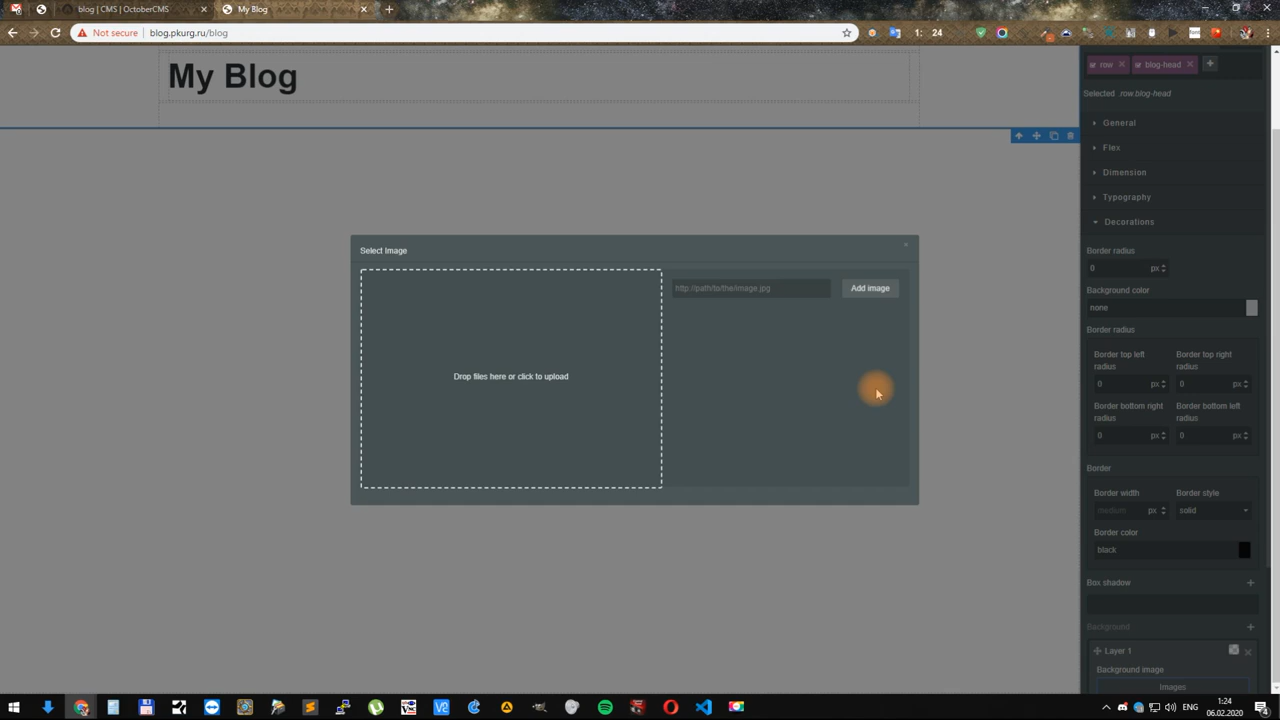 blog | CMS | OctoberCMS
My Blog
Not secure
blog.pkurg.ru/blog
1: 24
My Blog
row
blog-head
Selected .row.blog-head
General
Flex
Dimension
Typography
Decorations
Border radius
0 px
Background color
none
Border radius
Border top left radius
0 px
Border top right radius
0 px
Border bottom right radius
0 px
Border bottom left radius
0 px
Border
Border width
medium px
Border style
solid
Border color
black
Box shadow
Background
Layer 1
Background image
Images
Select Image
Drop files here or click to upload
http://path/to/the/image.jpg
Add image
ENG
1:24
06.02.2020